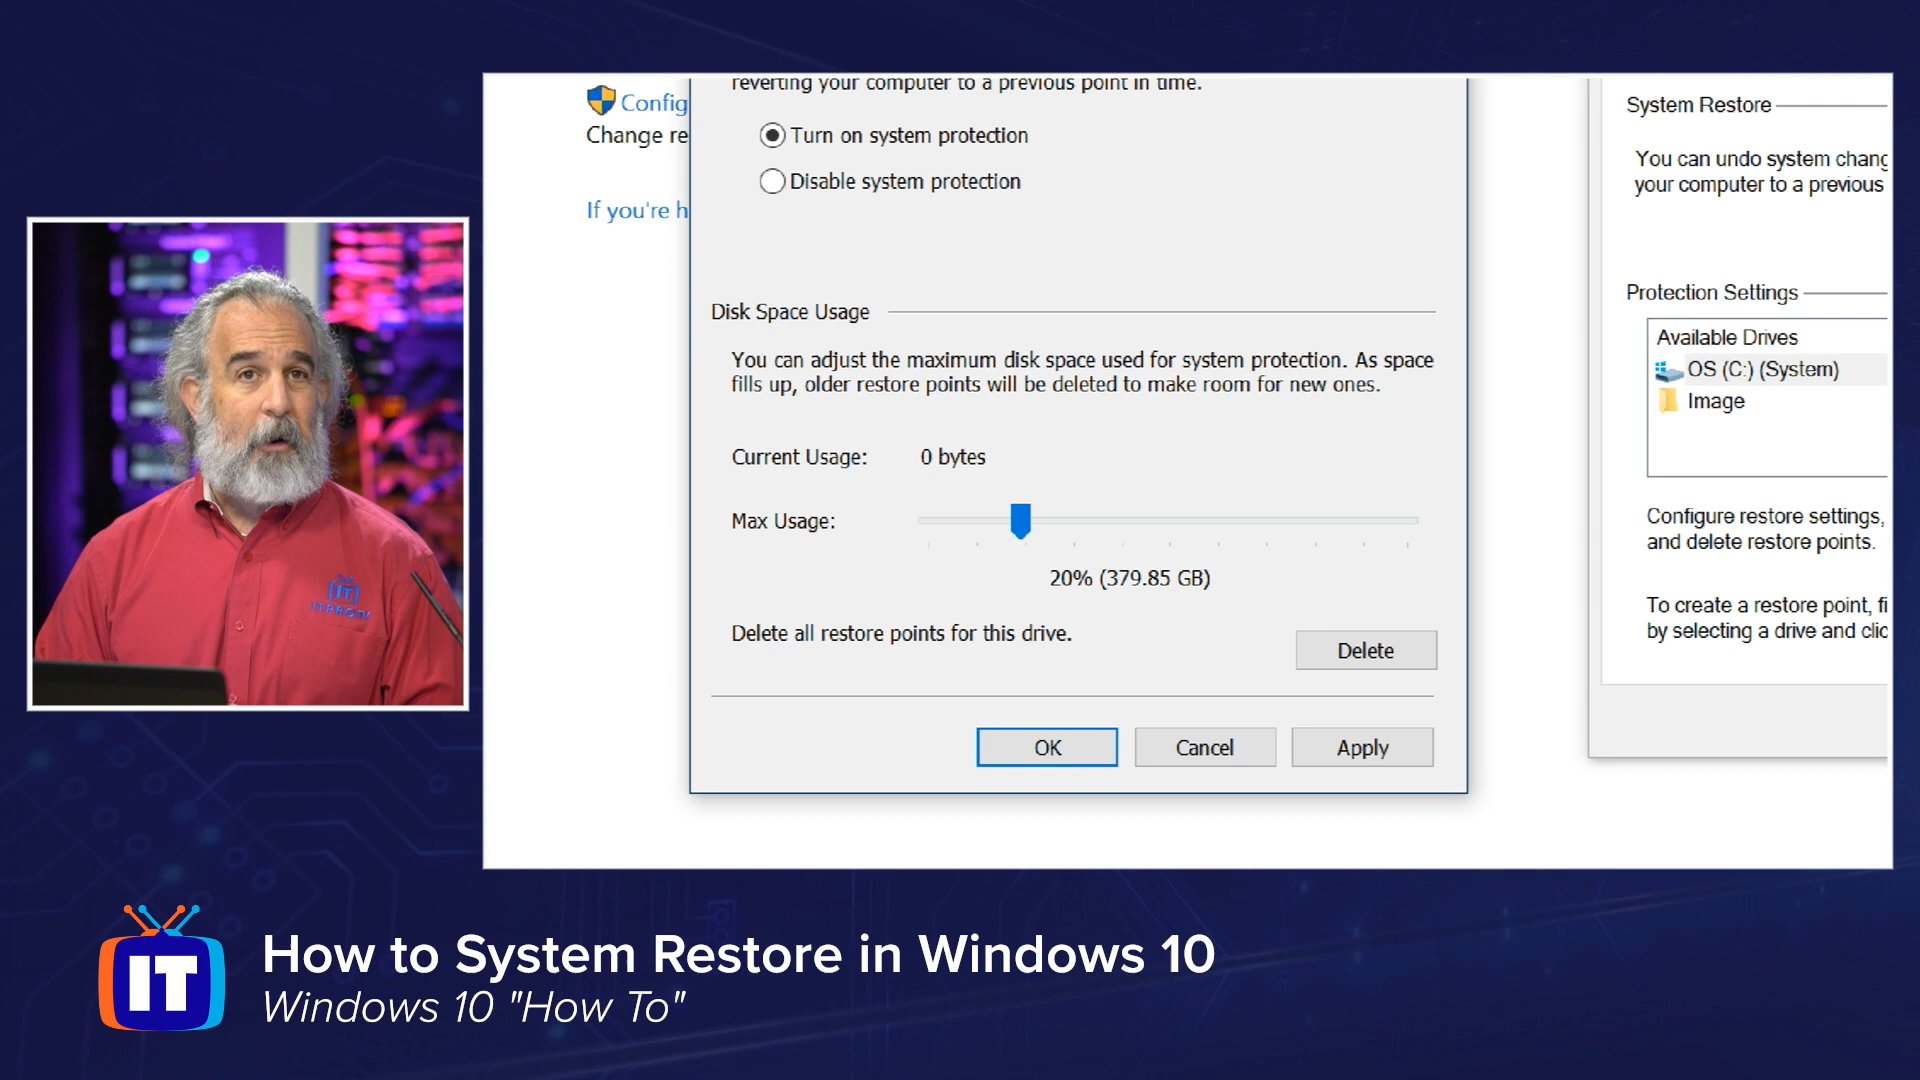 reverting your computer to a previous point in time.
Config
Change re
If you're h
Turn on system protection
Disable system protection
Disk Space Usage
You can adjust the maximum disk space used for system protection. As space
fills up, older restore points will be deleted to make room for new ones.
Current Usage: 0 bytes
Max Usage:
20% (379.85 GB)
Delete all restore points for this drive.
Delete
OK Cancel Apply
System Restore
You can undo system chang
your computer to a previous
Protection Settings
Available Drives
OS (C:) (System)
Image
Configure restore settings,
and delete restore points.
To create a restore point, fi
by selecting a drive and clic
IT
ITPROTV
IT
How to System Restore in Windows 10
Windows 10 "How To"